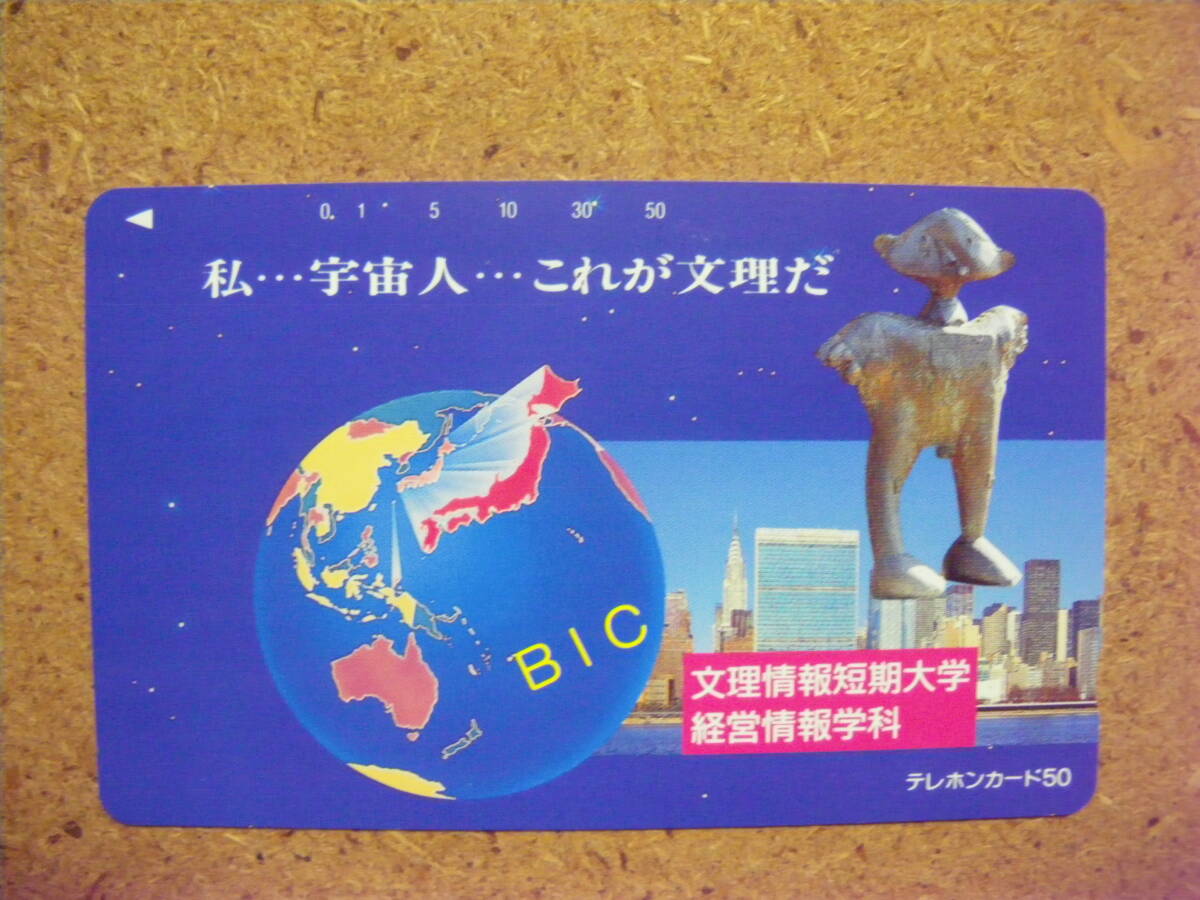 0 1 5 10 30 50
私…宇宙人…これが文理だ
BIC
文理情報短期大学
経営情報学科
テレホンカード50